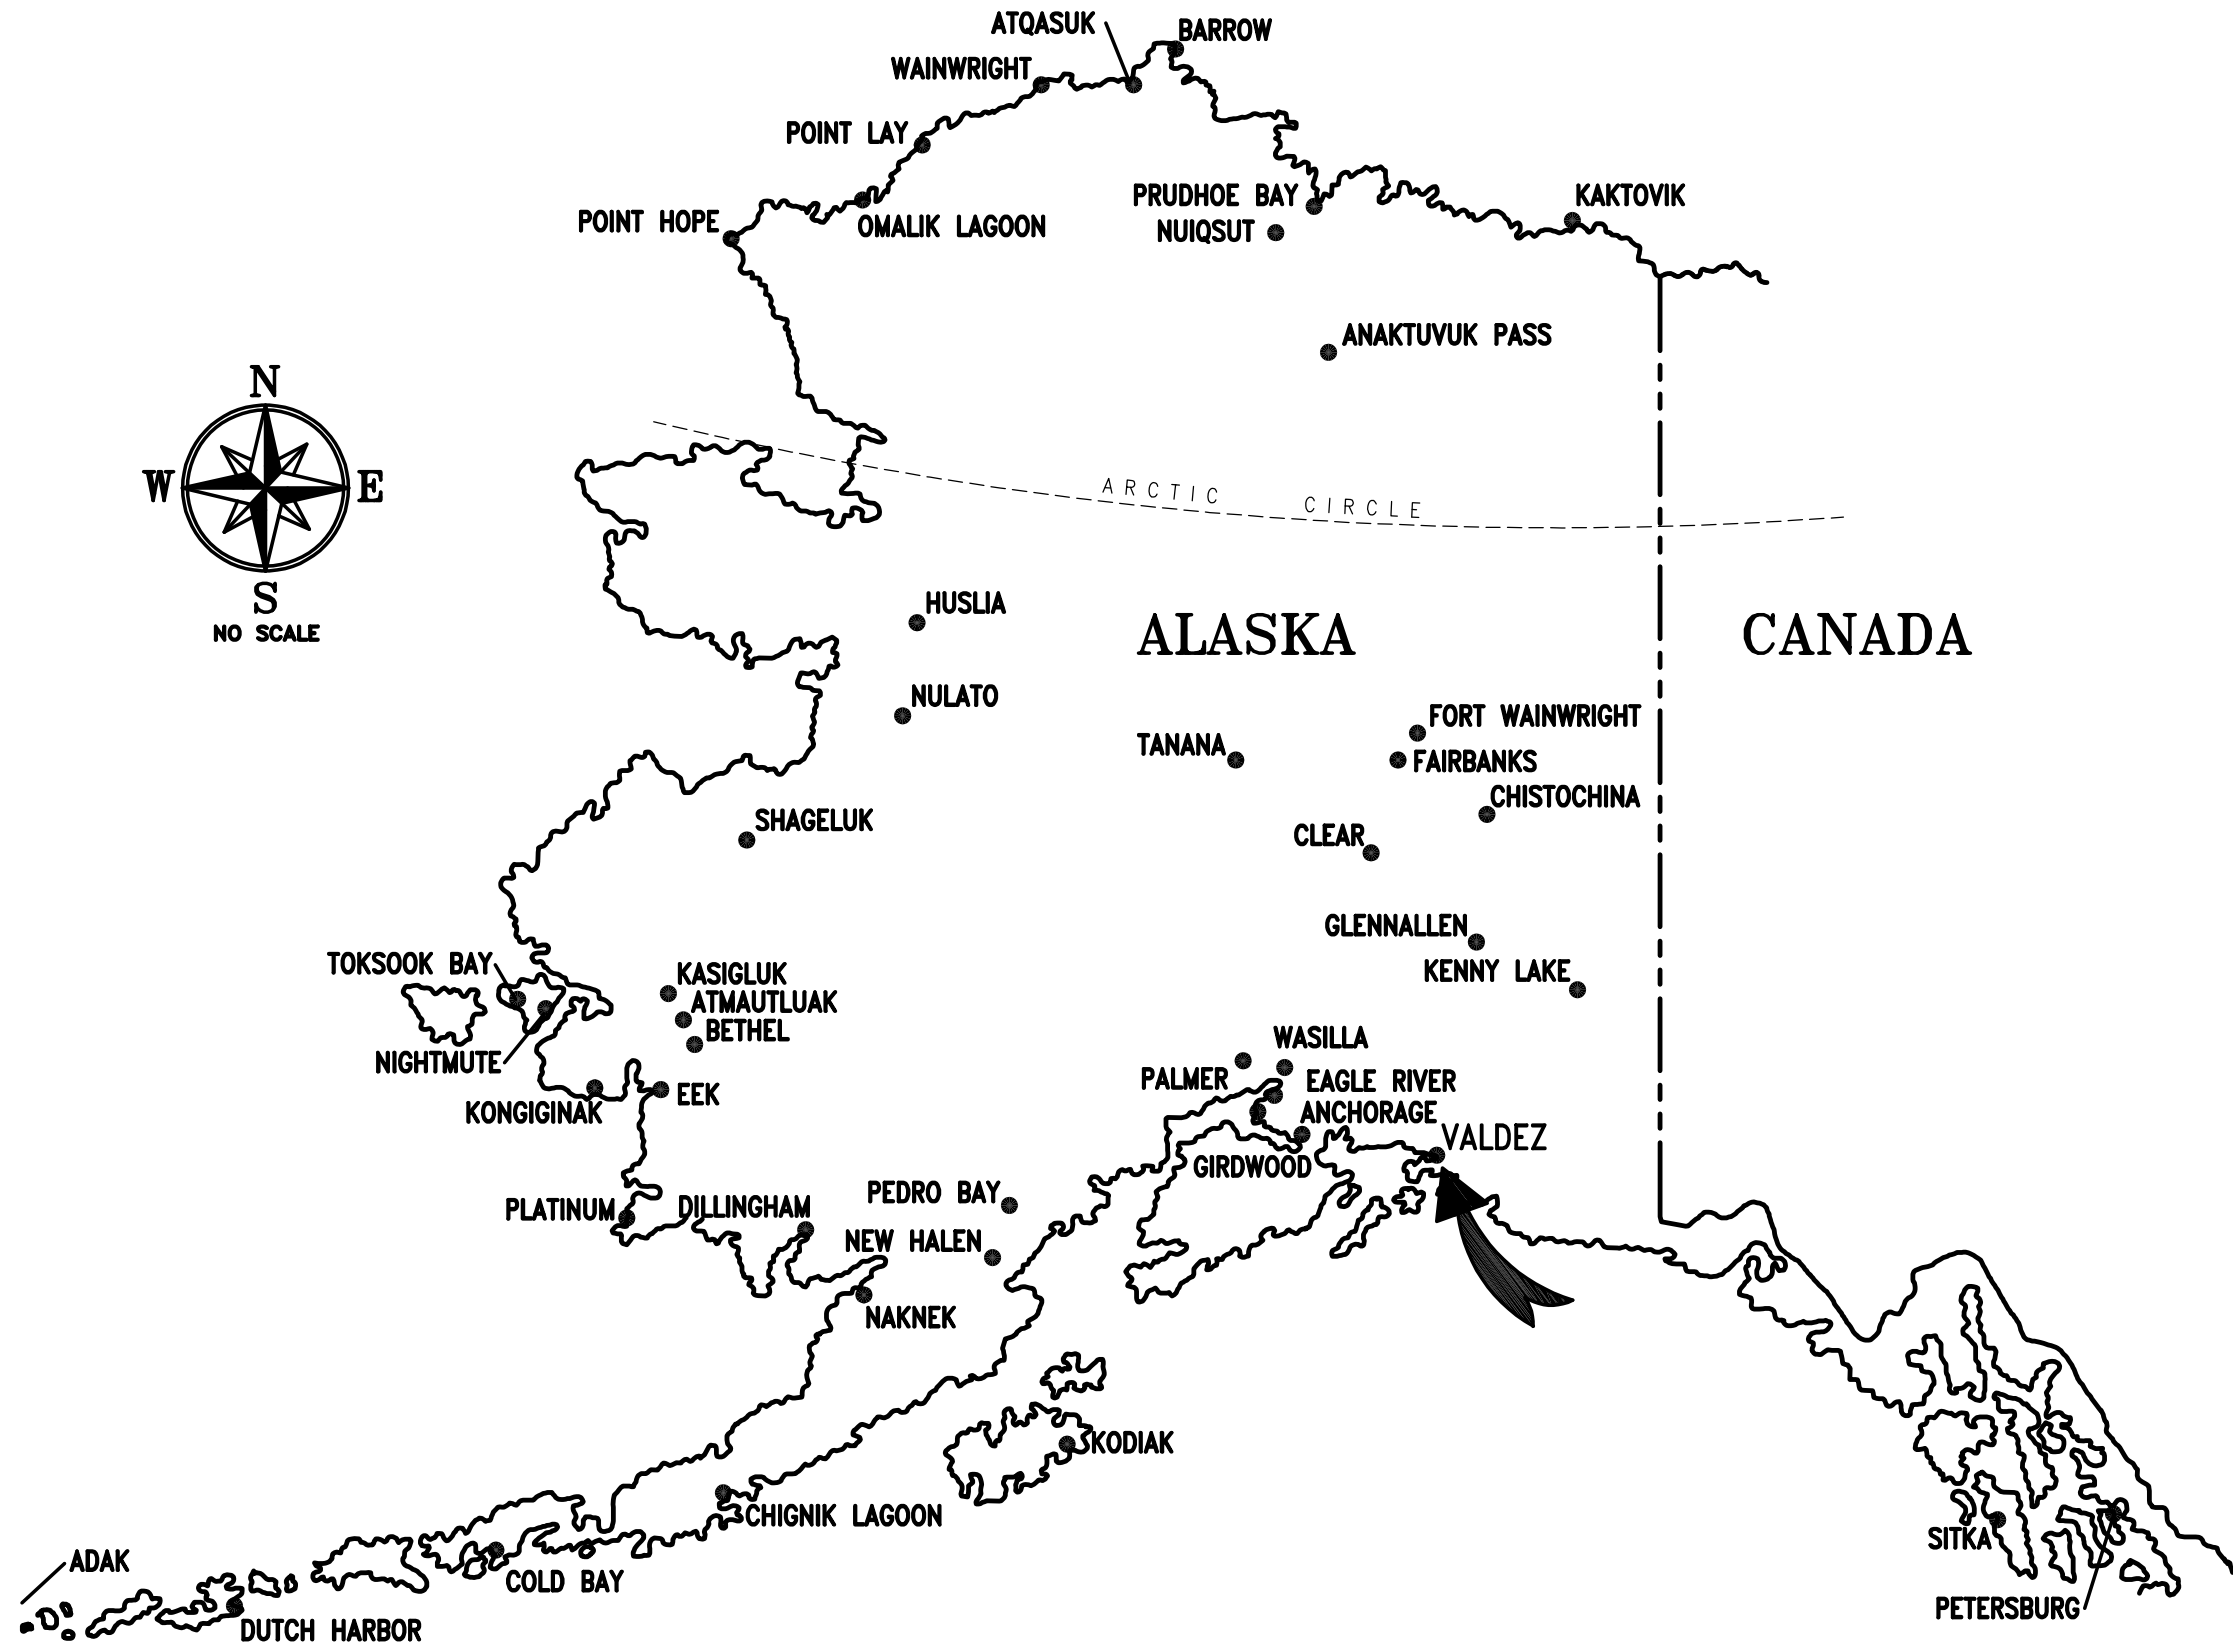 ATQASUK
BARROW
WAINWRIGHT
POINT LAY
PRUDHOE BAY
KAKTOVIK
POINT HOPE
OMALIK LAGOON
NUIQSUT
ANAKTUVUK PASS
N
W
E
S
NO SCALE
ARCTIC CIRCLE
HUSLIA
ALASKA
CANADA
NULATO
FORT WAINWRIGHT
TANANA
FAIRBANKS
CHISTOCHINA
SHAGELUK
CLEAR
GLENNALLEN
TOKSOOK BAY
KASIGLUK
KENNY LAKE
ATMAUTLUAK
BETHEL
WASILLA
NIGHTMUTE
PALMER
EAGLE RIVER
EEK
KONGIGINAK
ANCHORAGE
VALDEZ
GIRDWOOD
PEDRO BAY
PLATINUM
DILLINGHAM
NEW HALEN
NAKNEK
KODIAK
CHIGNIK LAGOON
SITKA
ADAK
COLD BAY
PETERSBURG
DUTCH HARBOR